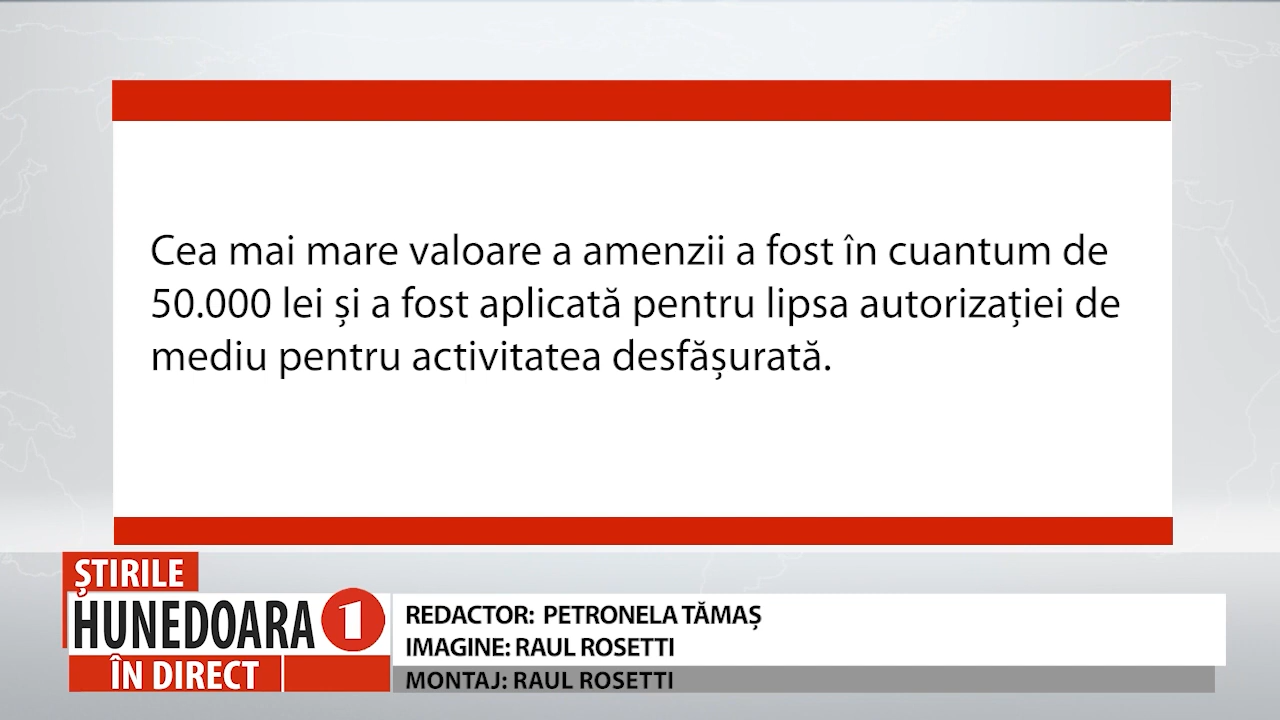 Cea mai mare valoare a amenzii a fost în cuantum de
50.000 lei și a fost aplicată pentru lipsa autorizației de
mediu pentru activitatea desfășurată.
ȘTIRILE
HUNEDOARA 1
ÎN DIRECT
REDACTOR: PETRONELA TĂMAȘ
IMAGINE: RAUL ROSETTI
MONTAJ: RAUL ROSETTI